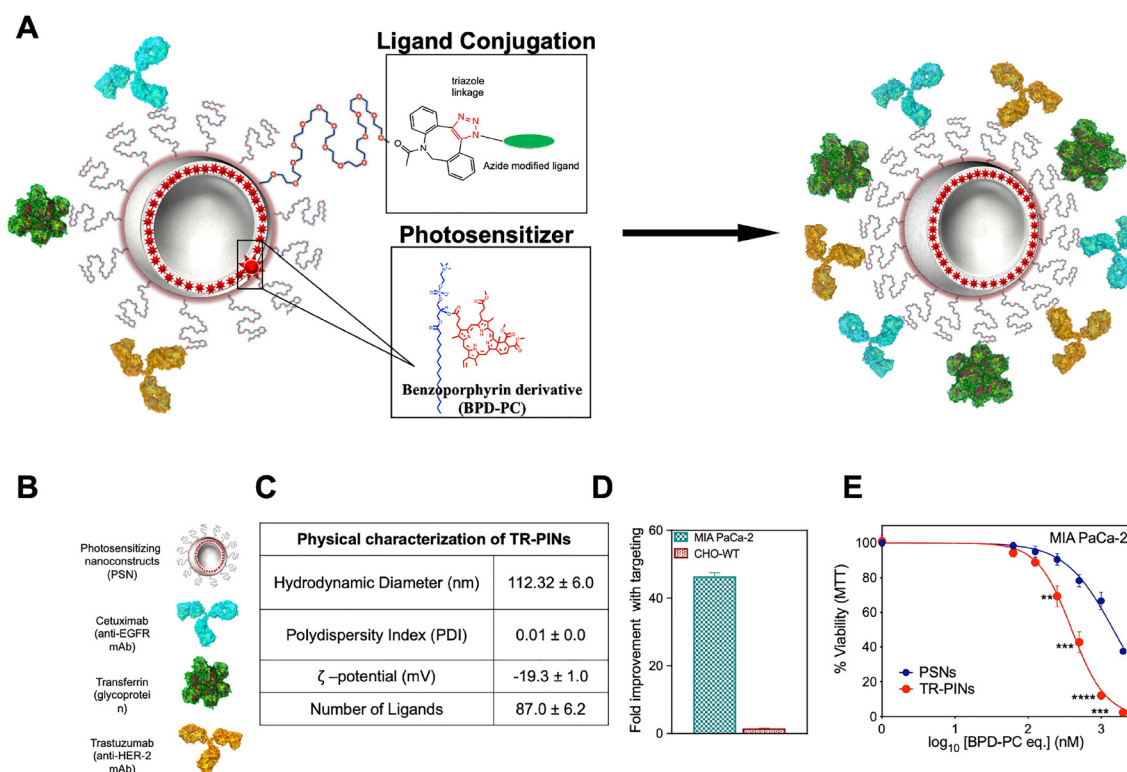 A
Ligand Conjugation
triazole
linkage
N
N
N
N
O
Azide modified ligand
Photosensitizer
Benzoporphyrin derivative
(BPD-PC)
B
Photosensitizing
nanoconstructs
(PSN)
Cetuximab
(anti-EGFR
mAb)
Transferrin
(glycoprotei
n)
Trastuzumab
(anti-HER-2
mAb)
C
Physical characterization of TR-PINs
Hydrodynamic Diameter (nm) 112.32 ± 6.0
Polydispersity Index (PDI) 0.01 ± 0.0
ζ –potential (mV) -19.3 ± 1.0
Number of Ligands 87.0 ± 6.2
D
Fold improvement with targeting
60
40
20
0
MIA PaCa-2
CHO-WT
E
MIA PaCa-2
% Viability (MTT)
100
80
60
40
20
0
**
***
****
***
PSNs
TR-PINs
0 1 2 3
log10 [BPD-PC eq.] (nM)